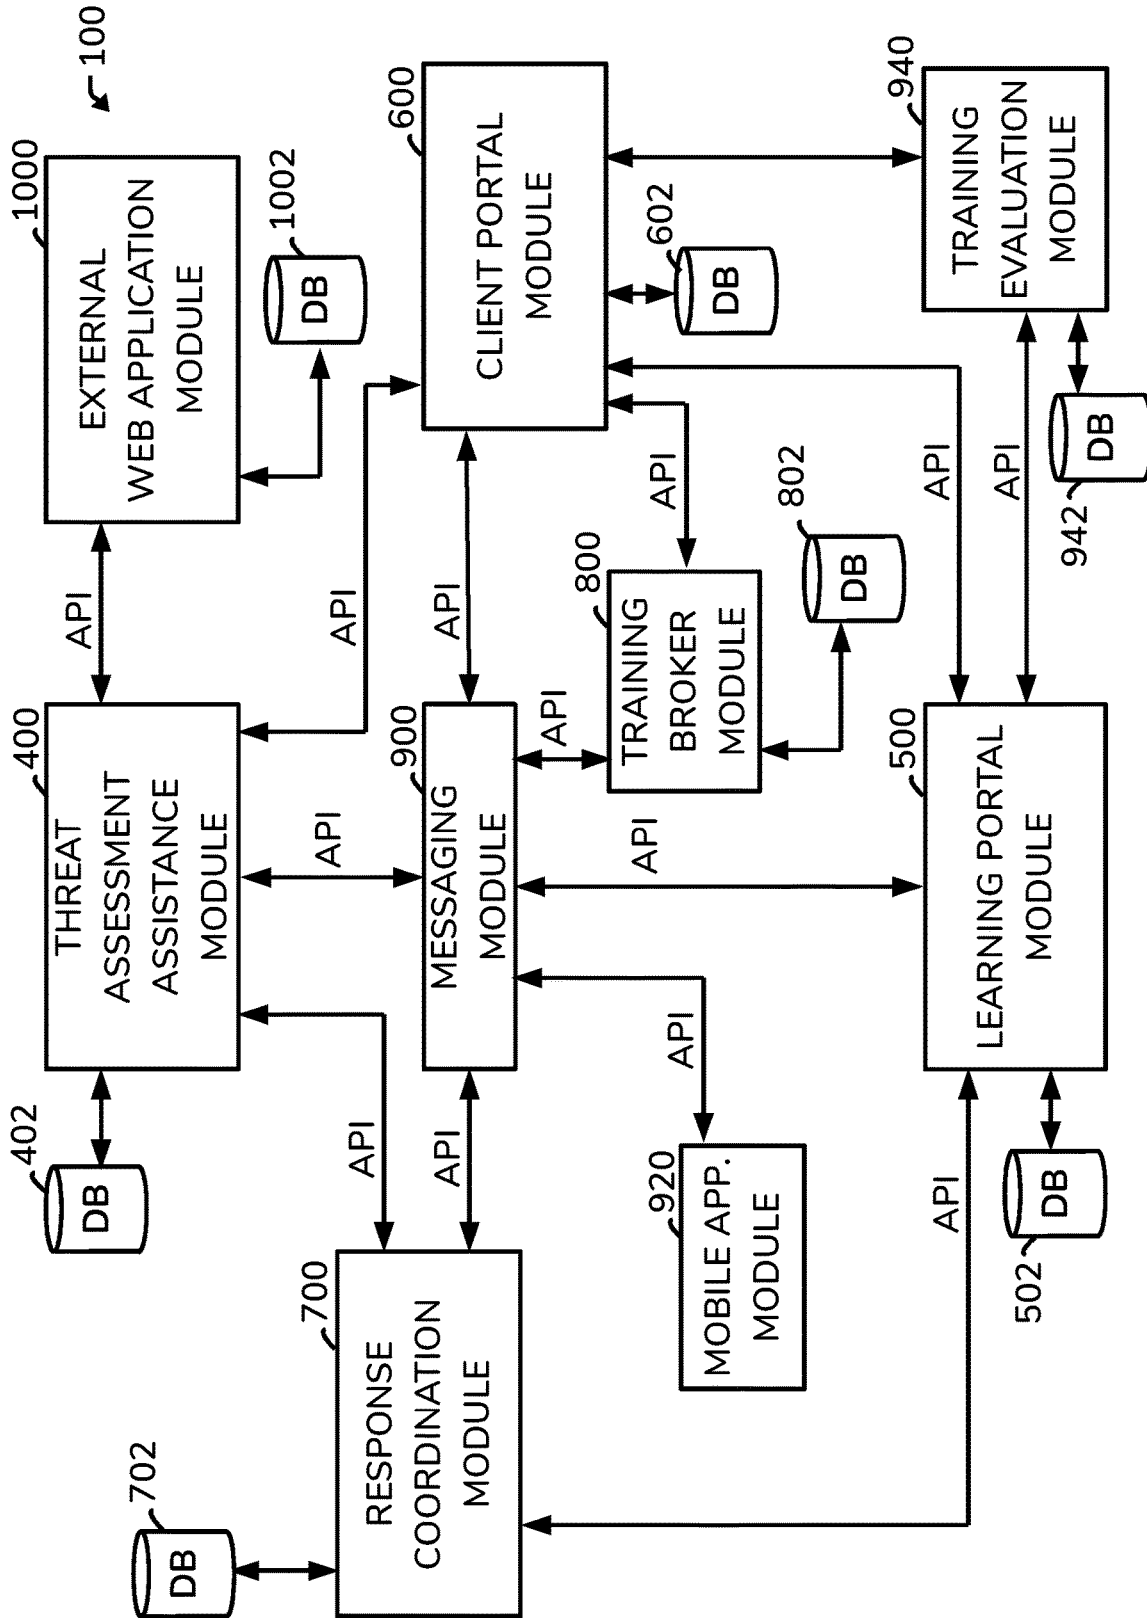 100
1000
EXTERNAL
WEB APPLICATION
MODULE
DB
1002
API
400
THREAT
ASSESSMENT
ASSISTANCE
MODULE
402
DB
API
API
API
600
CLIENT PORTAL
MODULE
602
DB
API
900
MESSAGING
MODULE
API
700
RESPONSE
COORDINATION
MODULE
702
DB
API
800
TRAINING
BROKER
MODULE
API
802
DB
API
API
920
MOBILE APP.
MODULE
940
TRAINING
EVALUATION
MODULE
942
DB
API
API
500
LEARNING PORTAL
MODULE
502
DB
API